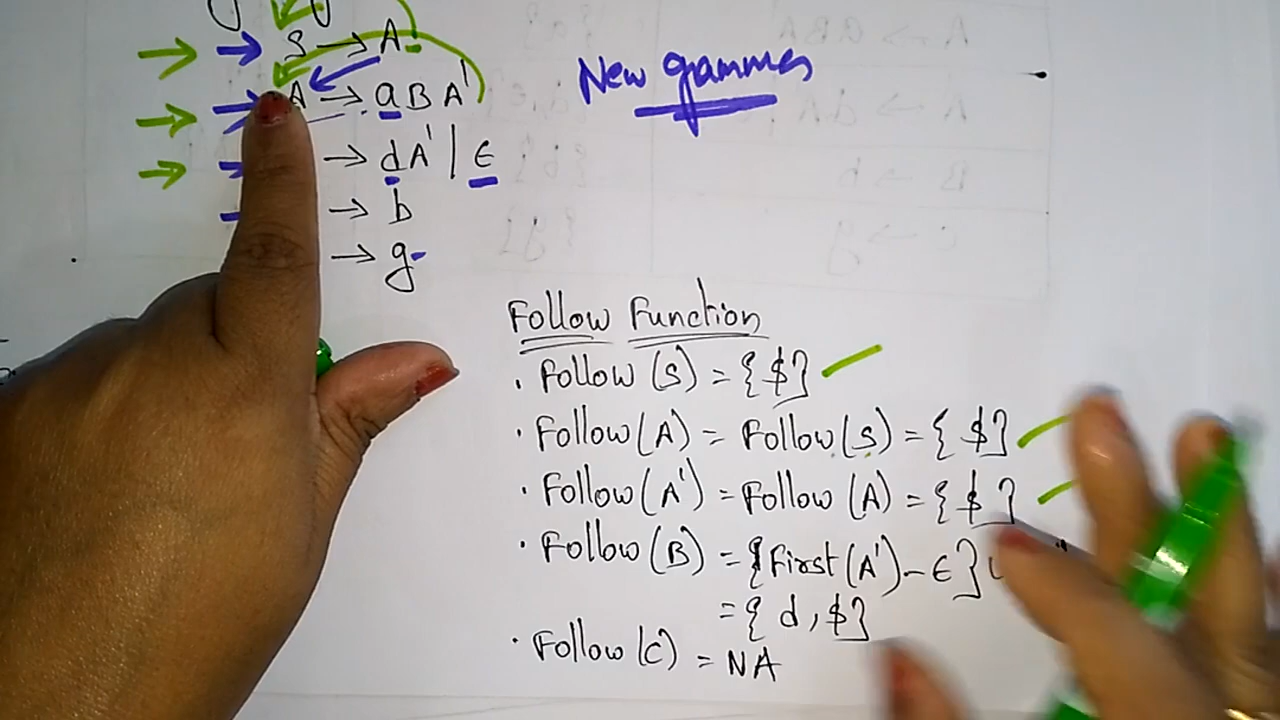 S → A
New gammer
A → aBA'
→ dA' | ϵ
→ b
→ g
Follow Function
. Follow (S) = {$}
. Follow (A) = Follow (S) = {$}
. Follow (A') = Follow (A) = {$}
. Follow (B) = {First (A') - ϵ} U
= {d, $}
. Follow (C) = NA